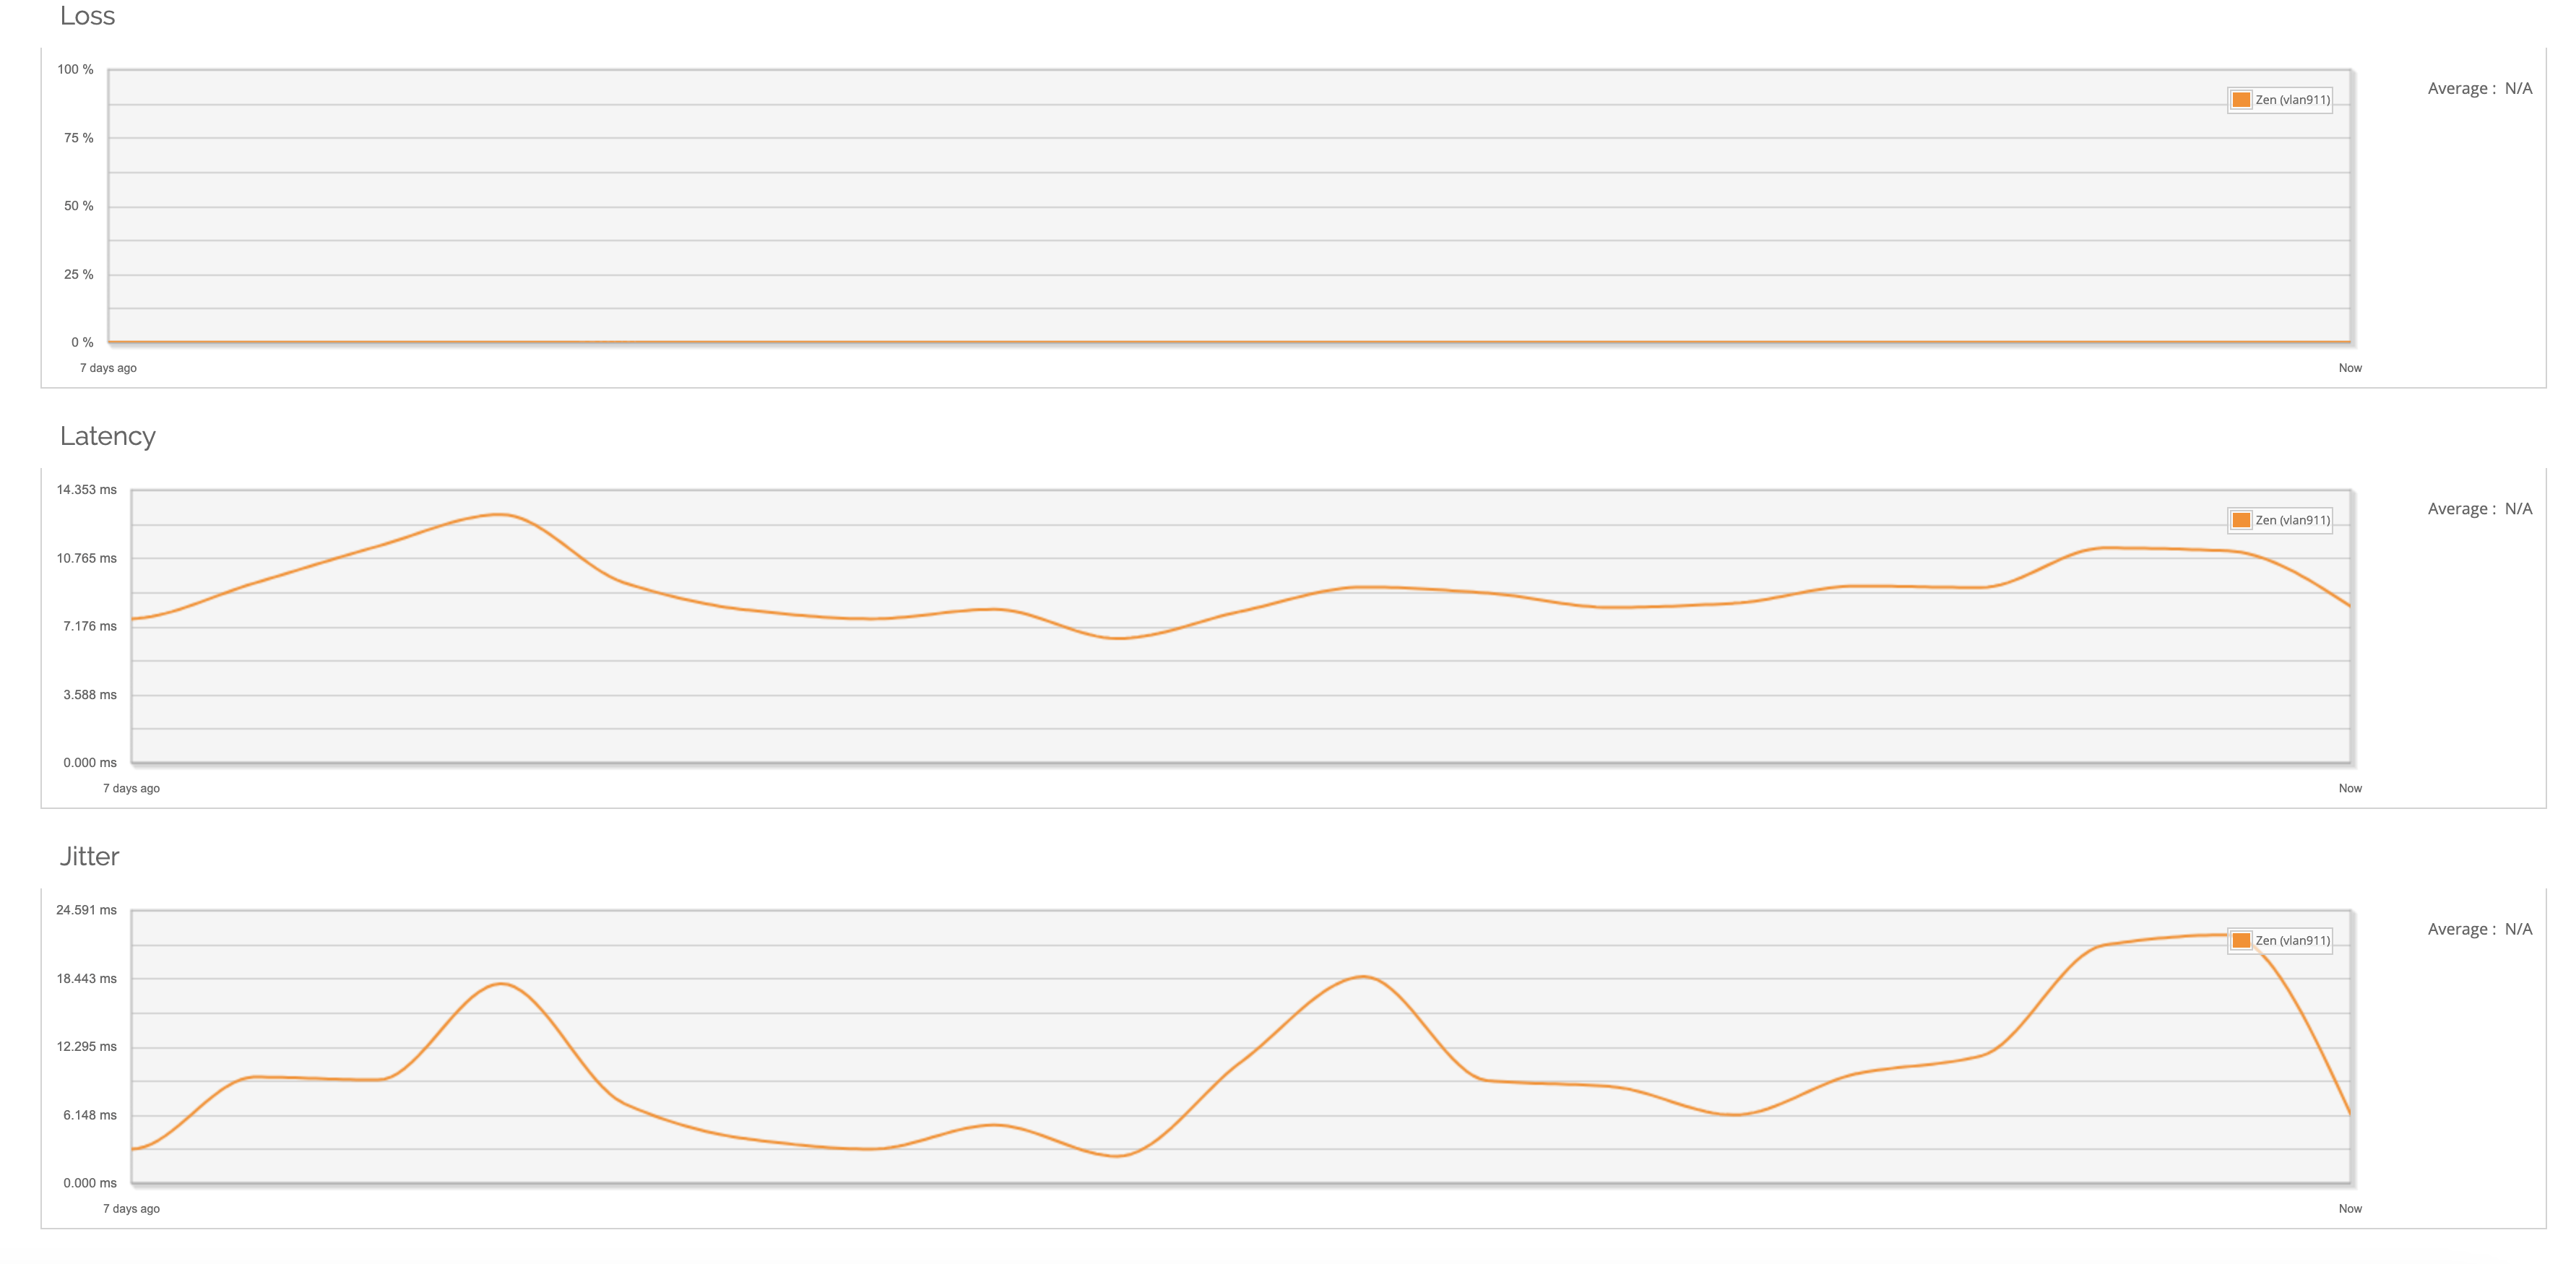 Loss
100 %
75 %
50 %
25 %
0 %
7 days ago
Now
Zen (vlan911)
Average : N/A
Latency
14.353 ms
10.765 ms
7.176 ms
3.588 ms
0.000 ms
7 days ago
Now
Zen (vlan911)
Average : N/A
Jitter
24.591 ms
18.443 ms
12.295 ms
6.148 ms
0.000 ms
7 days ago
Now
Zen (vlan911)
Average : N/A